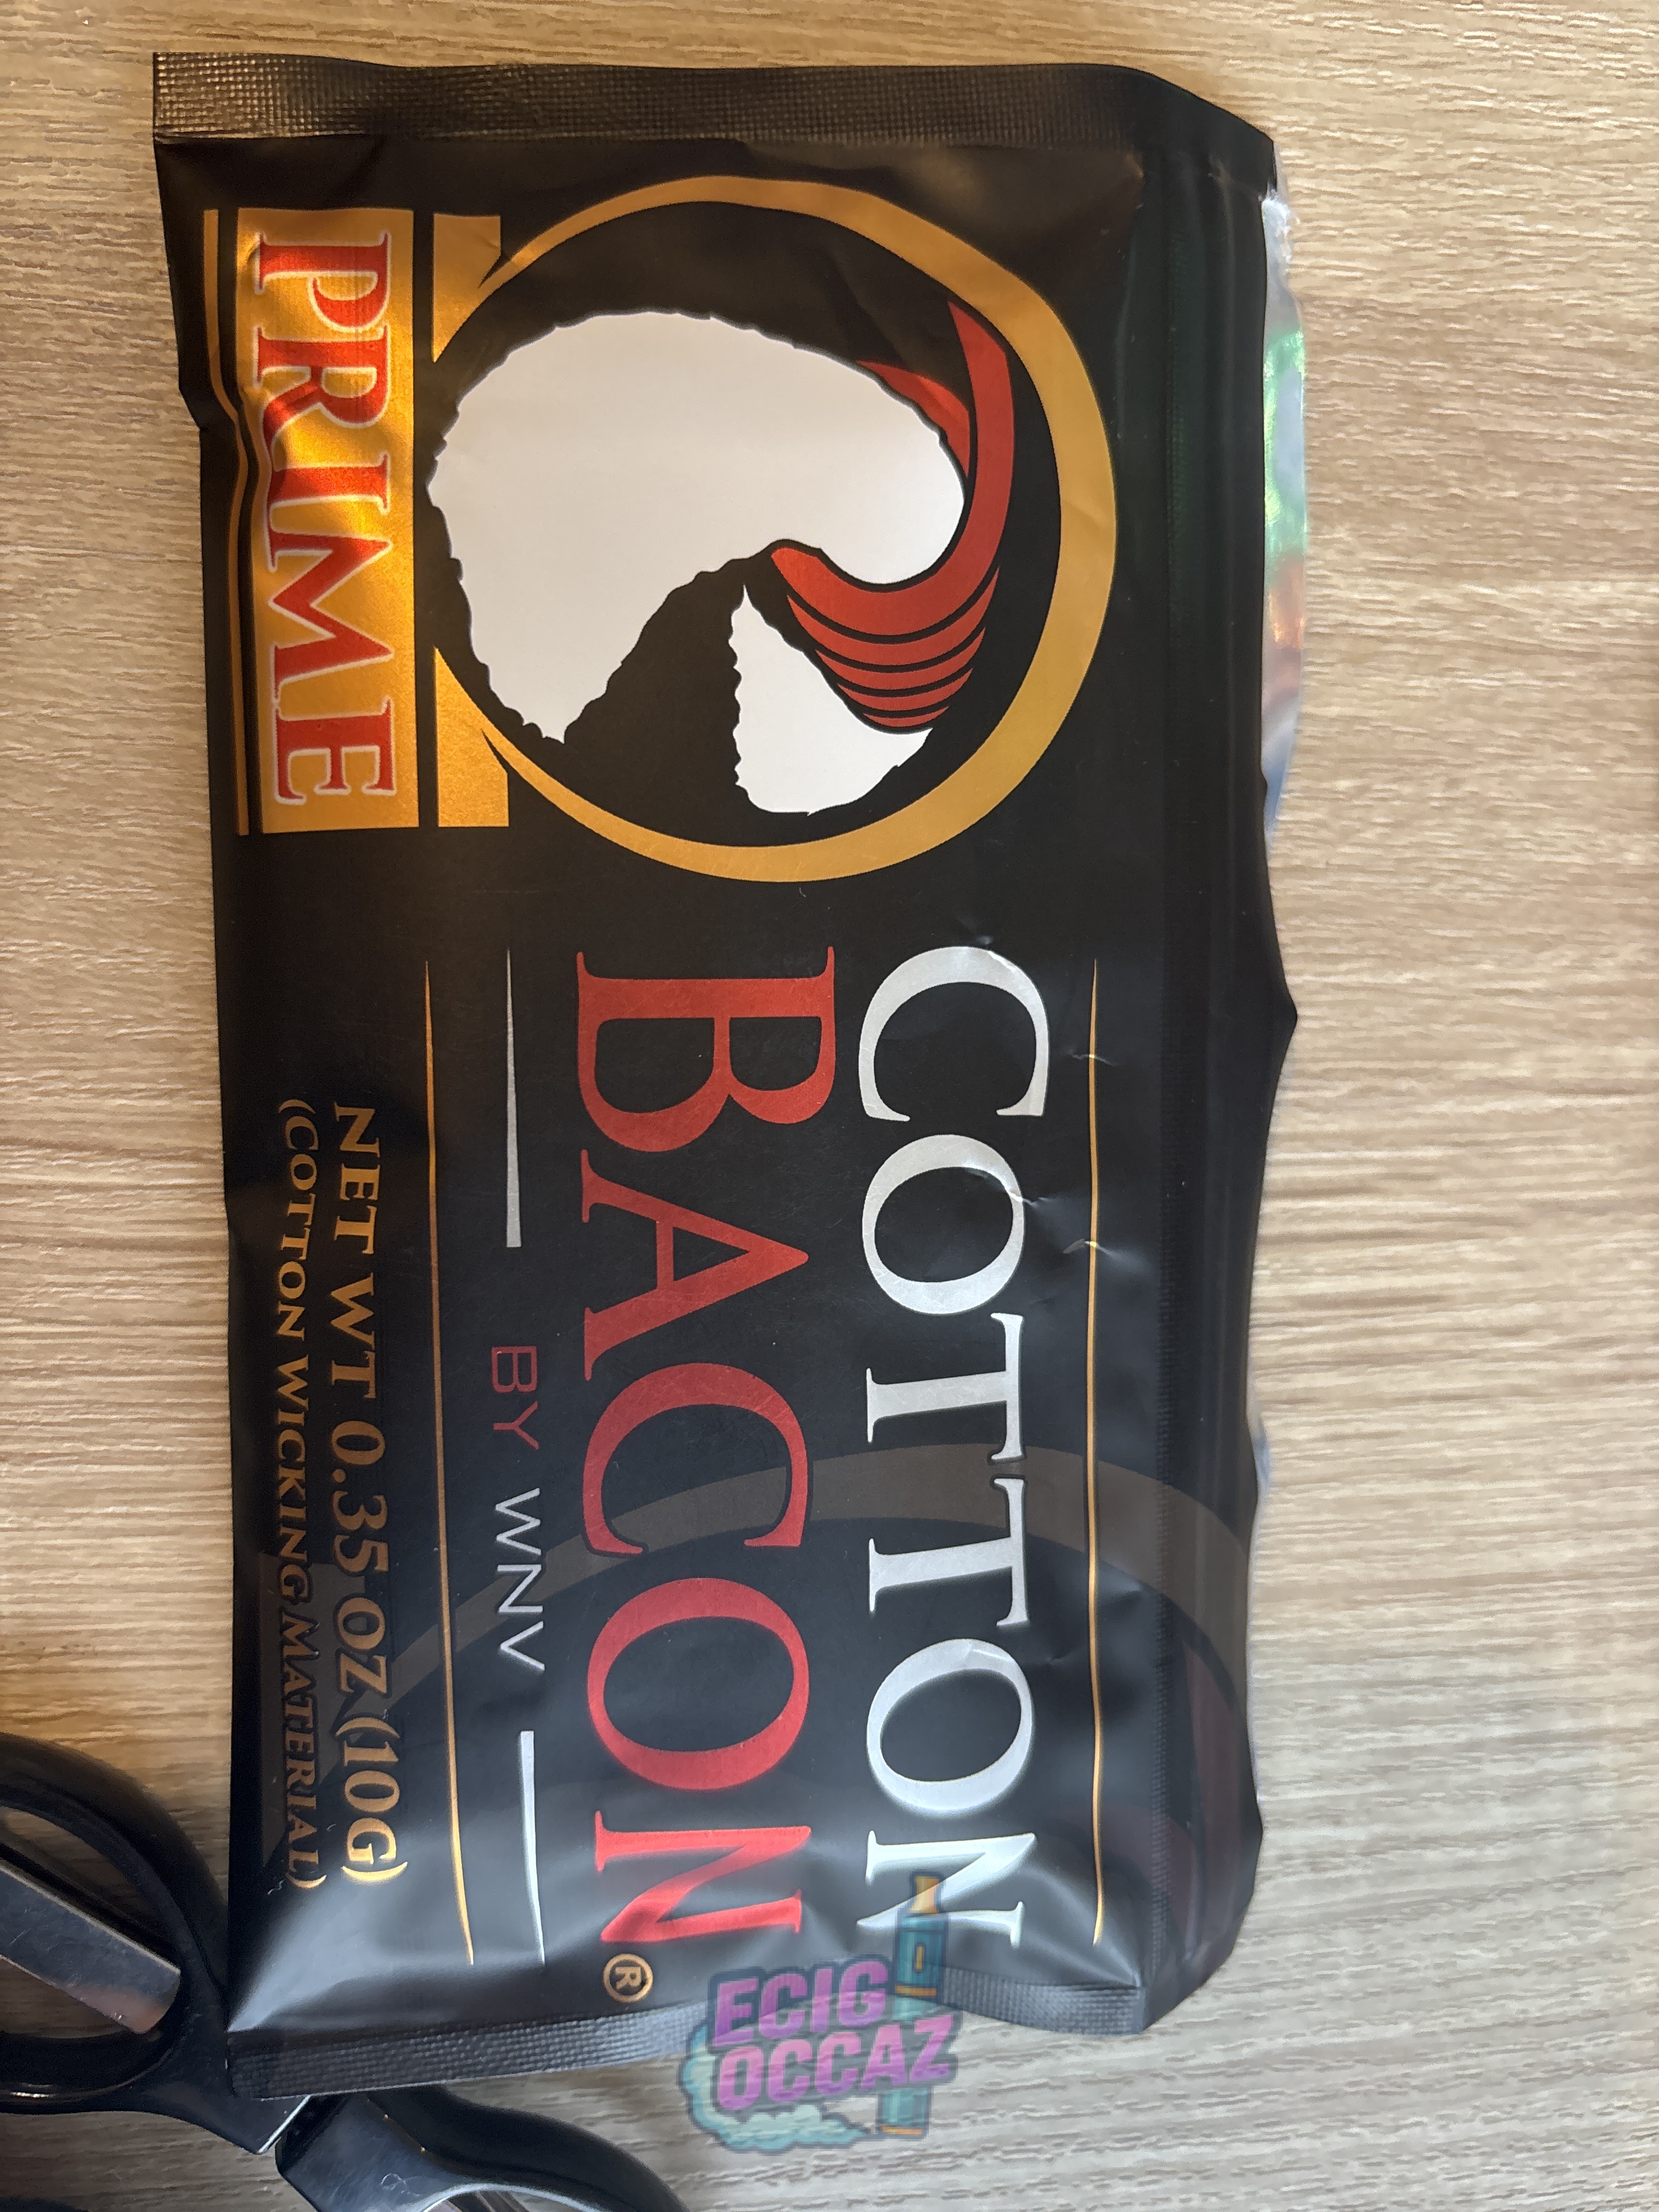 PRIME
COTTON
BACON®
BY WNV
NET WT 0.35 OZ (10G)
(COTTON WICKING MATERIAL)
ECIG
OCCAZ